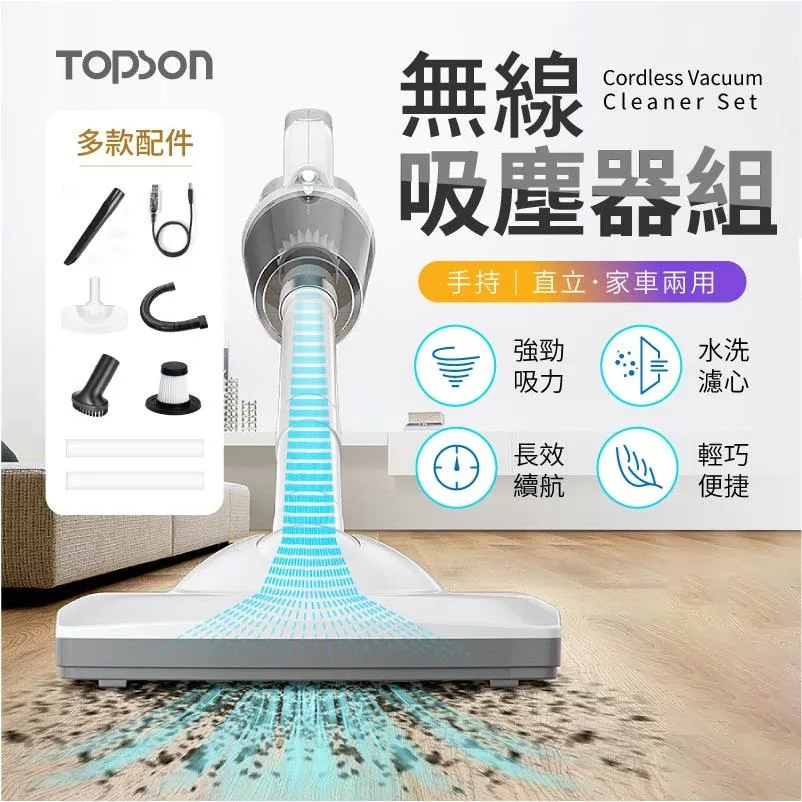 TOPSON
多款配件
無線
Cordless Vacuum
Cleaner Set
吸塵器組
手持｜直立·家車兩用
強勁
吸力
水洗
濾心
長效
續航
輕巧
便捷